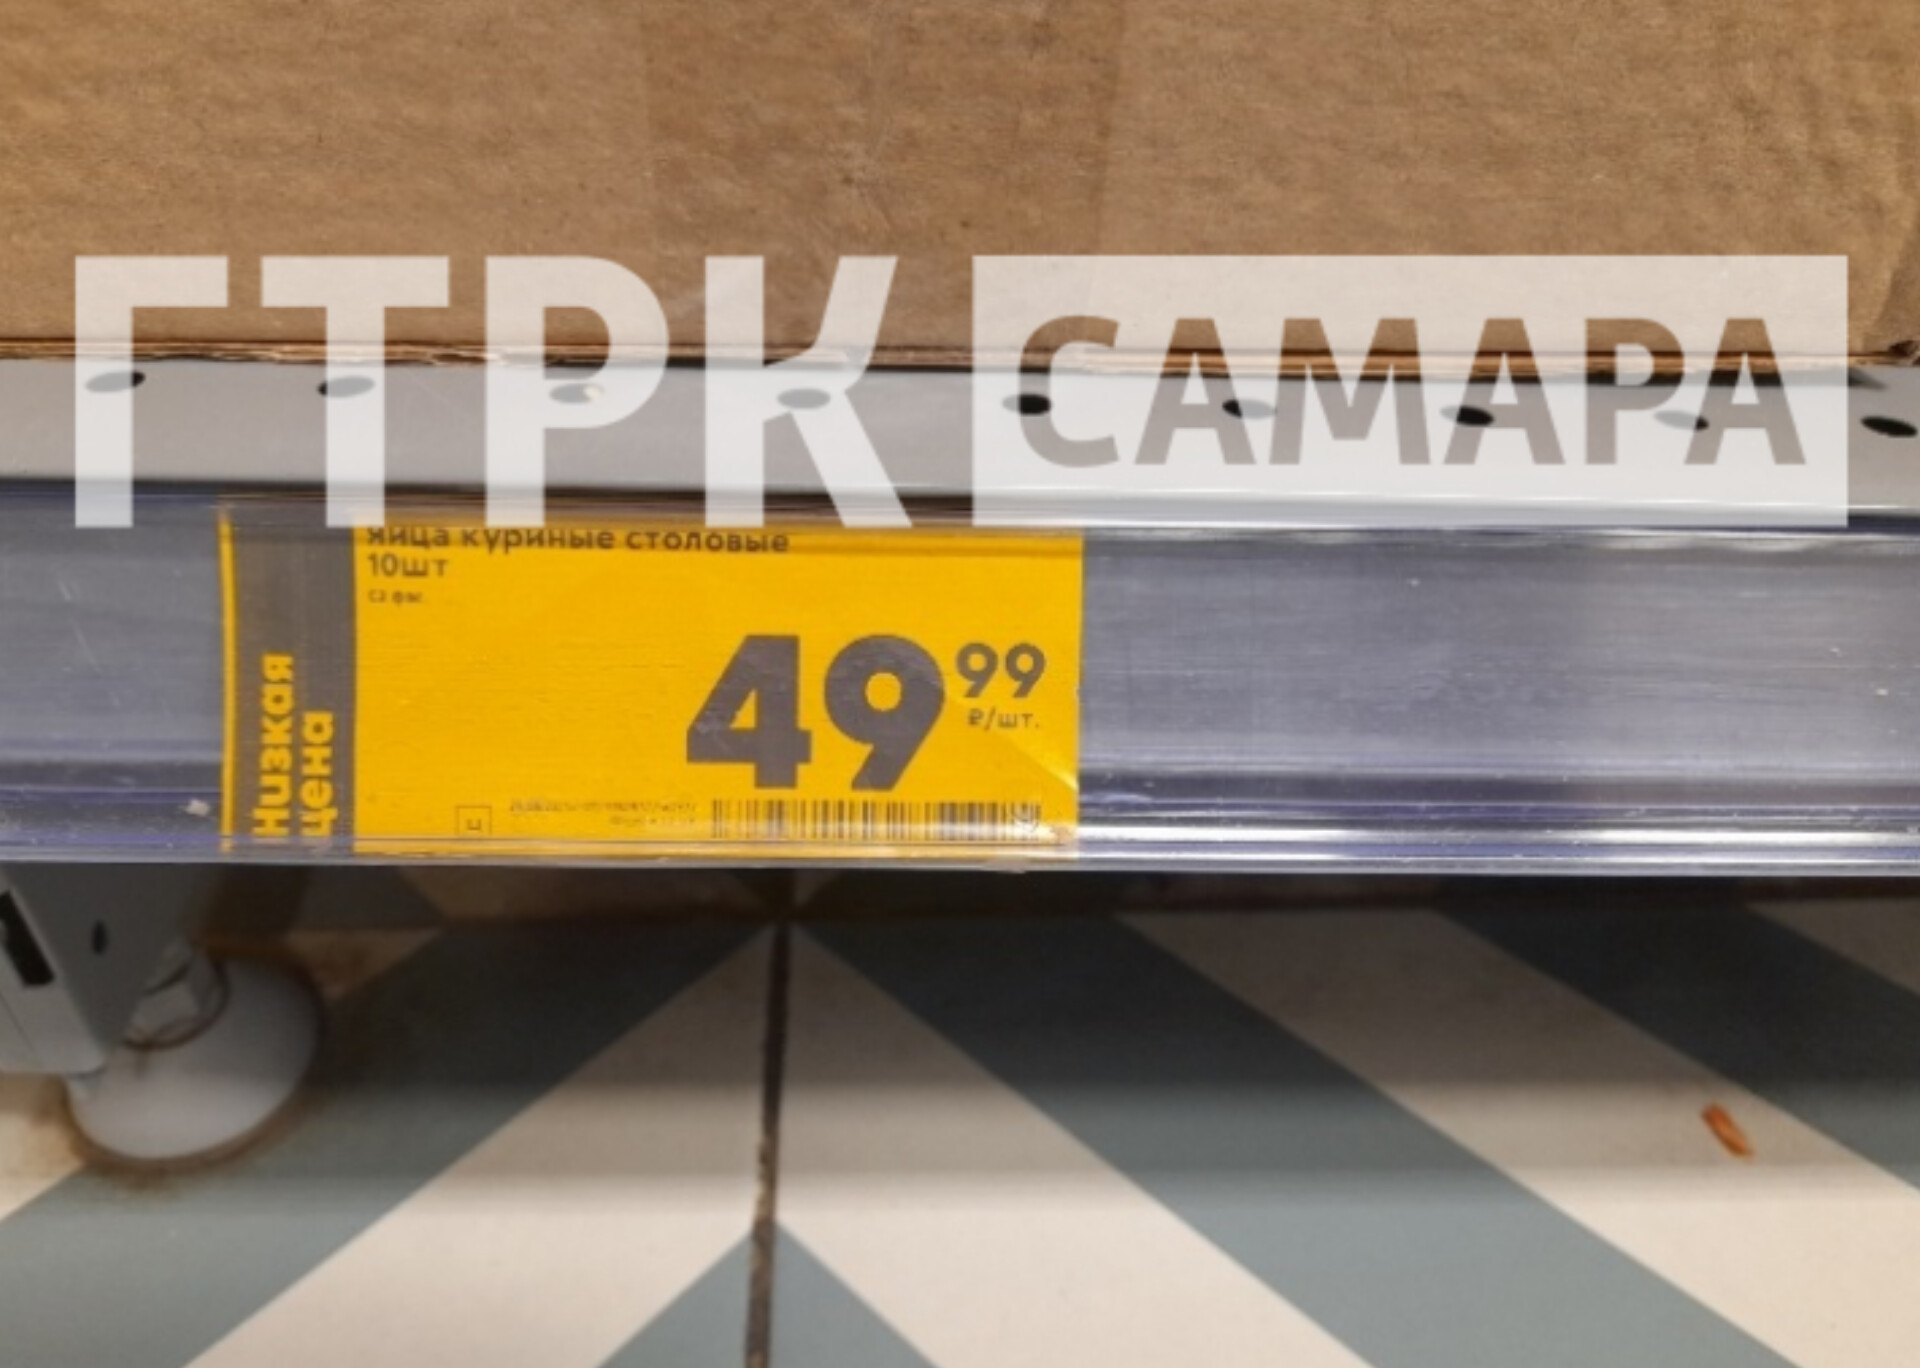 ГТРК САМАРА
яйца куриные столовые
10шт
Низкая
цена
49 99
₽/шт.